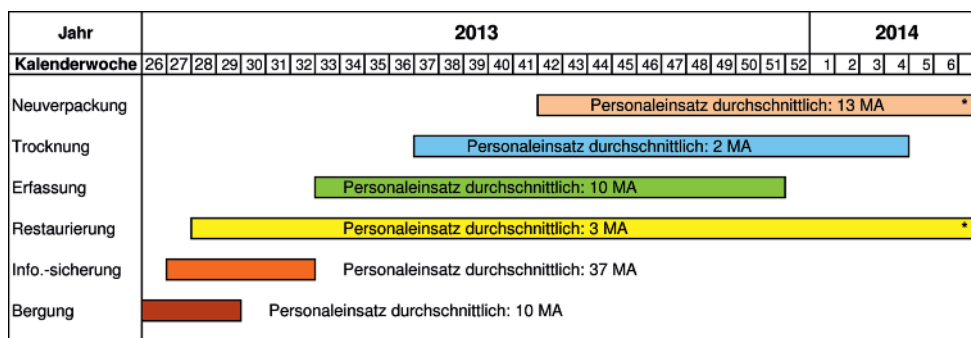 Jahr 2013 2014
Kalenderwoche 26 27 28 29 30 31 32 33 34 35 36 37 38 39 40 41 42 43 44 45 46 47 48 49 50 51 52 1 2 3 4 5 6
Neuverpackung Personaleinsatz durchschnittlich: 13 MA *
Trocknung Personaleinsatz durchschnittlich: 2 MA
Erfassung Personaleinsatz durchschnittlich: 10 MA
Restaurierung Personaleinsatz durchschnittlich: 3 MA *
Info.-sicherung Personaleinsatz durchschnittlich: 37 MA
Bergung Personaleinsatz durchschnittlich: 10 MA